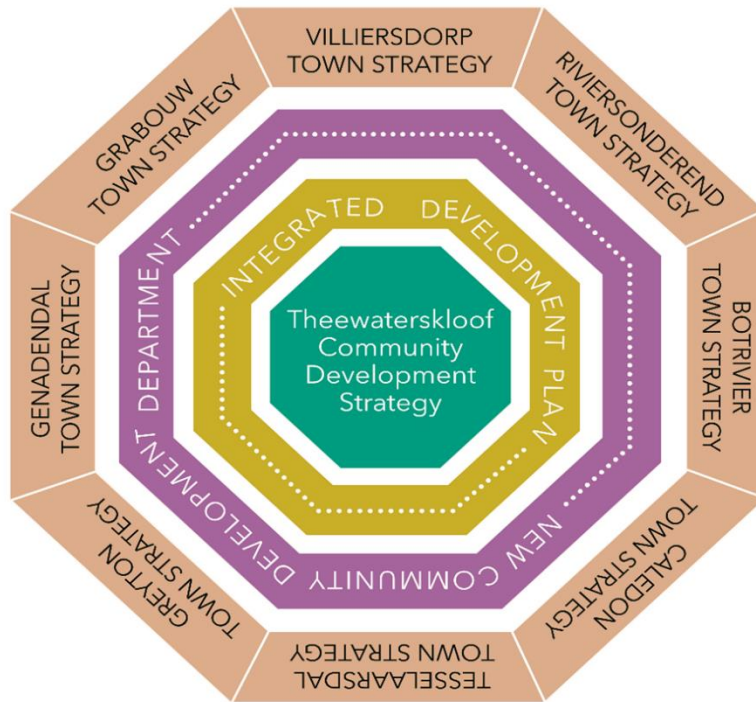 VILLIERSDORP
TOWN STRATEGY
RIVIERSONDEREND
TOWN STRATEGY
BOTRIVIER
TOWN STRATEGY
CALEDON
TOWN STRATEGY
TESSELAARSDAL
TOWN STRATEGY
GREYTON
TOWN STRATEGY
GENADENDAL
TOWN STRATEGY
GRABOUW
TOWN STRATEGY
NEW COMMUNITY DEVELOPMENT DEPARTMENT
INTEGRATED DEVELOPMENT PLAN
Theewaterskloof
Community
Development
Strategy